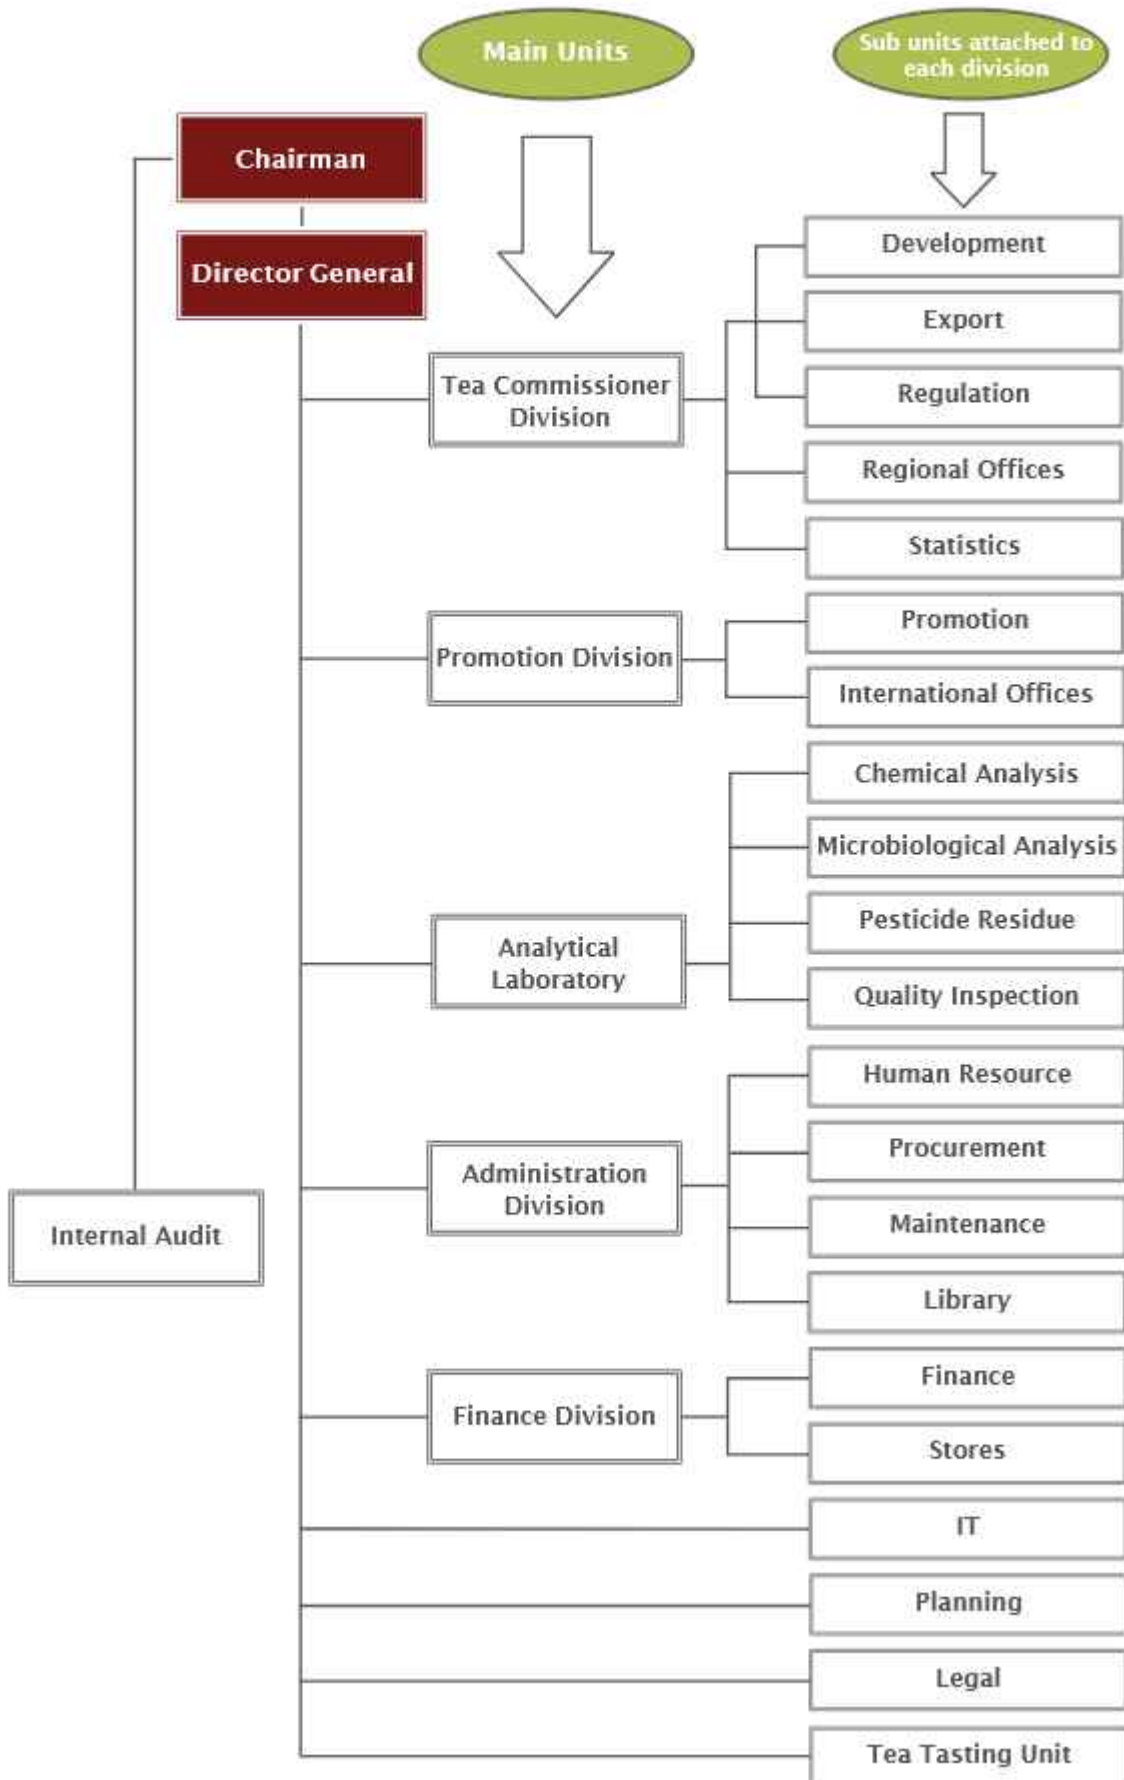 Main Units
Sub units attached to
each division
Chairman
Director General
Development
Export
Tea Commissioner
Division
Regulation
Regional Offices
Statistics
Promotion
Promotion Division
International Offices
Chemical Analysis
Microbiological Analysis
Pesticide Residue
Analytical
Laboratory
Quality Inspection
Human Resource
Procurement
Administration
Division
Internal Audit
Maintenance
Library
Finance
Finance Division
Stores
IT
Planning
Legal
Tea Tasting Unit